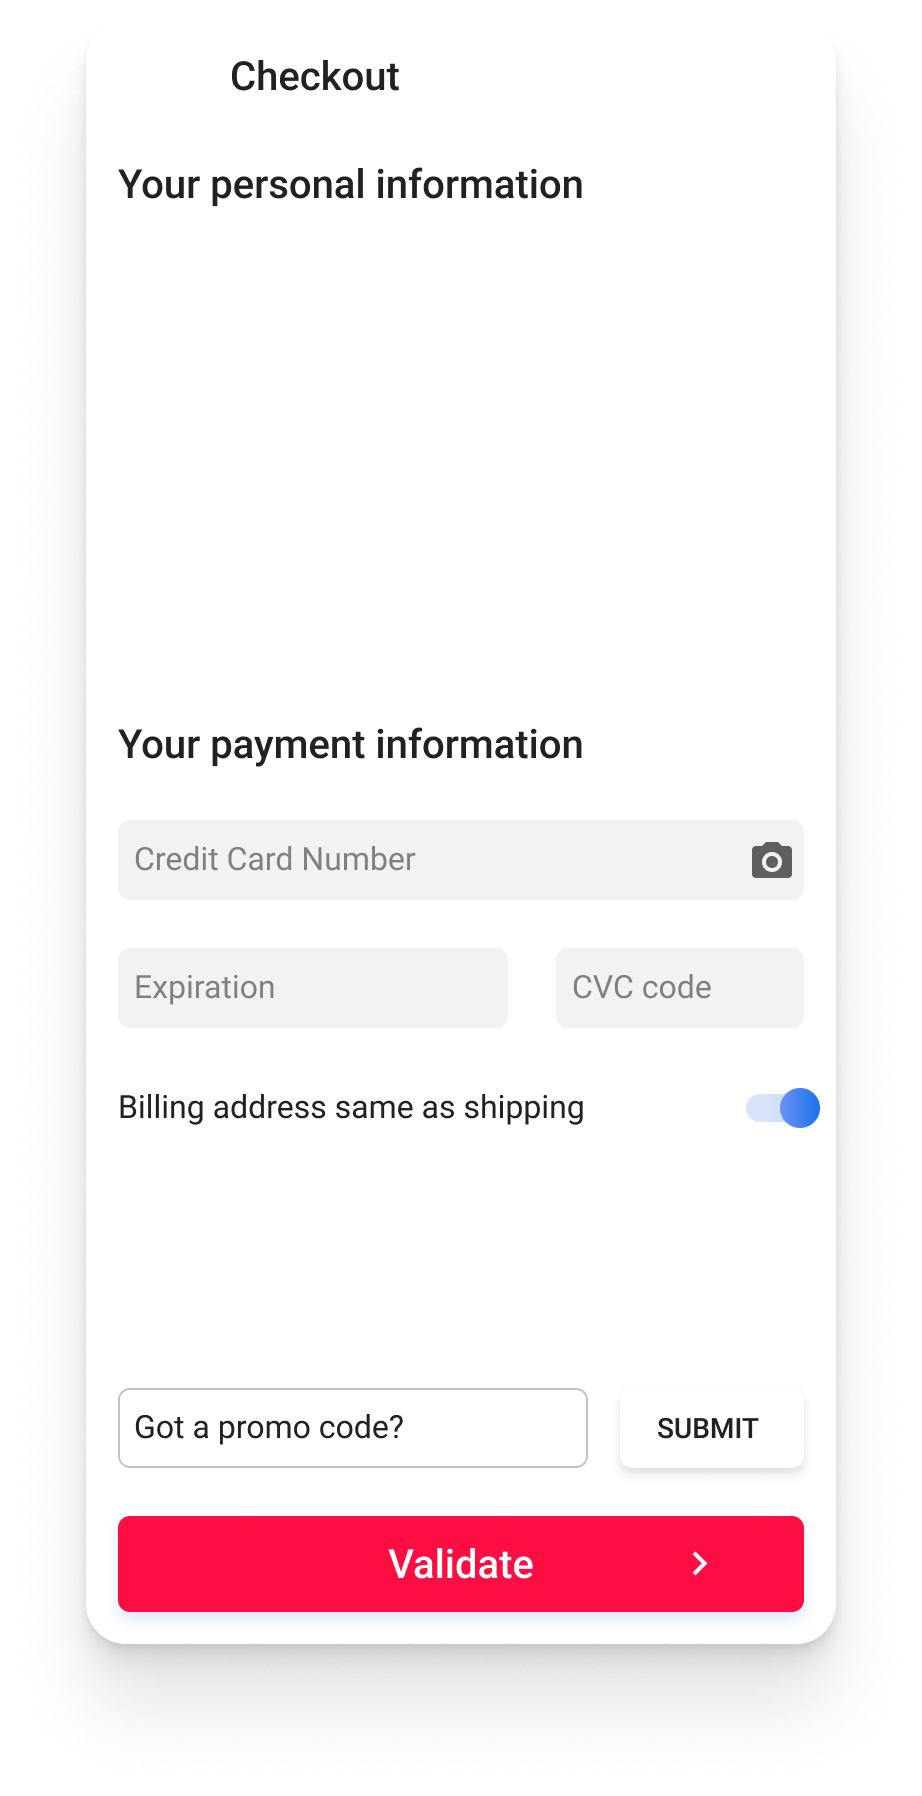 Checkout
Your personal information
Your payment information
Credit Card Number
Expiration
CVC code
Billing address same as shipping
Got a promo code?
SUBMIT
Validate